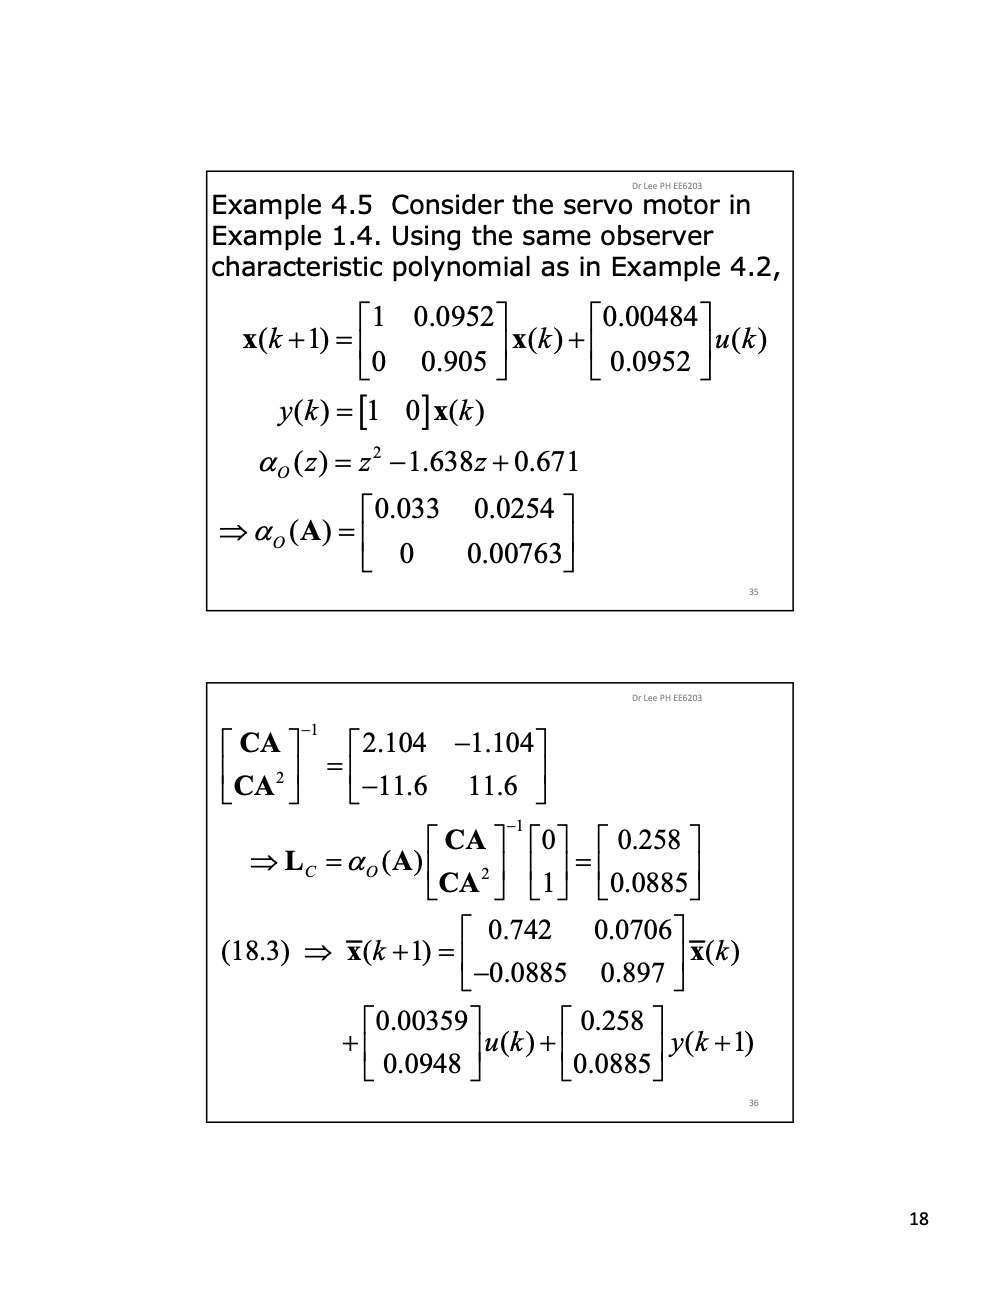 Dr Lee PH EE6203
Example 4.5  Consider the servo motor in
Example 1.4. Using the same observer
characteristic polynomial as in Example 4.2,
x(k+1) = [1 0.0952; 0 0.905] x(k) + [0.00484; 0.0952] u(k)
y(k) = [1 0] x(k)
α_O(z) = z² − 1.638z + 0.671
⇒ α_O(A) = [0.033 0.0254; 0 0.00763]
35
Dr Lee PH EE6203
[CA; CA²]⁻¹ = [2.104 −1.104; −11.6 11.6]
⇒ L_C = α_O(A) [CA; CA²]⁻¹ [0; 1] = [0.258; 0.0885]
(18.3) ⇒ x̅(k+1) = [0.742 0.0706; −0.0885 0.897] x̅(k)
+ [0.00359; 0.0948] u(k) + [0.258; 0.0885] y(k+1)
36
18